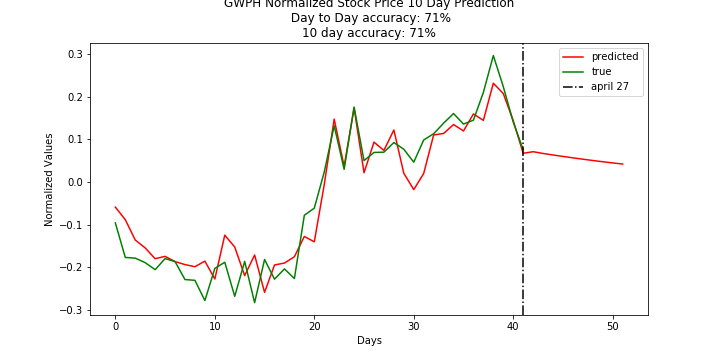 GWPH Normalized Stock Price 10 Day Prediction
Day to Day accuracy: 71%
10 day accuracy: 71%
predicted
true
april 27
0.3
0.2
0.1
0.0
−0.1
−0.2
−0.3
Normalized Values
0 10 20 30 40 50
Days